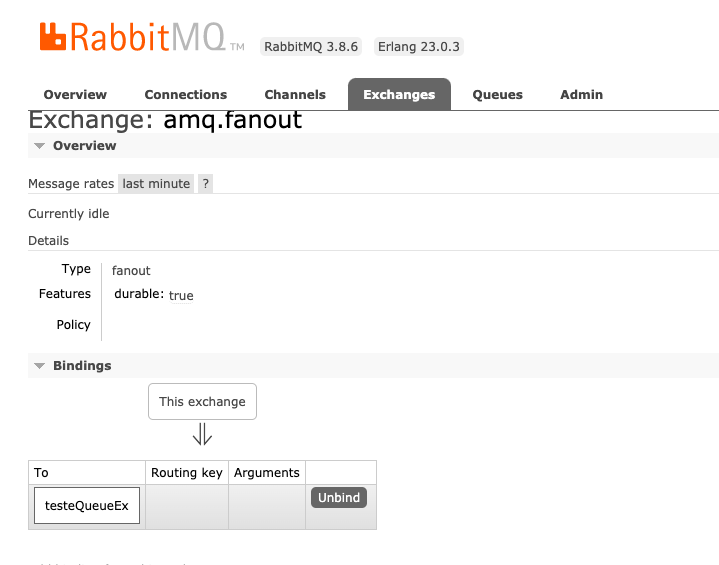 RabbitMQ TM RabbitMQ 3.8.6 Erlang 23.0.3
Overview Connections Channels Exchanges Queues Admin
Exchange: amq.fanout
Overview
Message rates last minute ?
Currently idle
Details
Type fanout
Features durable: true
Policy
Bindings
This exchange
To Routing key Arguments
testeQueueEx Unbind